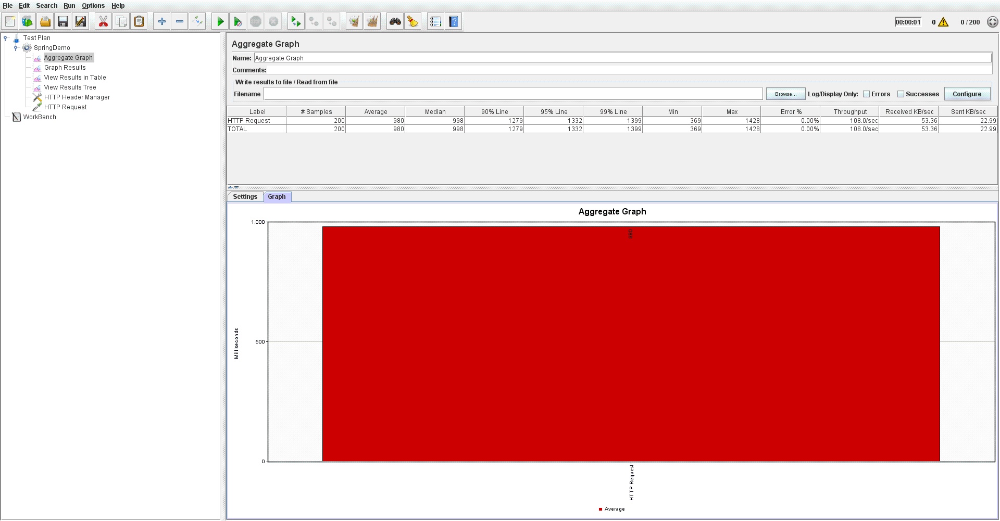 File Edit Search Run Options Help
00:00:01 0 0 / 200
Test Plan
SpringDemo
Aggregate Graph
Graph Results
View Results in Table
View Results Tree
HTTP Header Manager
HTTP Request
WorkBench
Aggregate Graph
Name: Aggregate Graph
Comments:
Write results to file / Read from file
Filename Browse... Log/Display Only: Errors Successes Configure
Label # Samples Average Median 90% Line 95% Line 99% Line Min Max Error % Throughput Received KB/sec Sent KB/sec
HTTP Request 200 980 998 1279 1332 1399 369 1428 0.00% 108.0/sec 53.36 22.99
TOTAL 200 980 998 1279 1332 1399 369 1428 0.00% 108.0/sec 53.36 22.99
Settings Graph
Aggregate Graph
1,000
980
500
Milliseconds
0
HTTP Request
Average